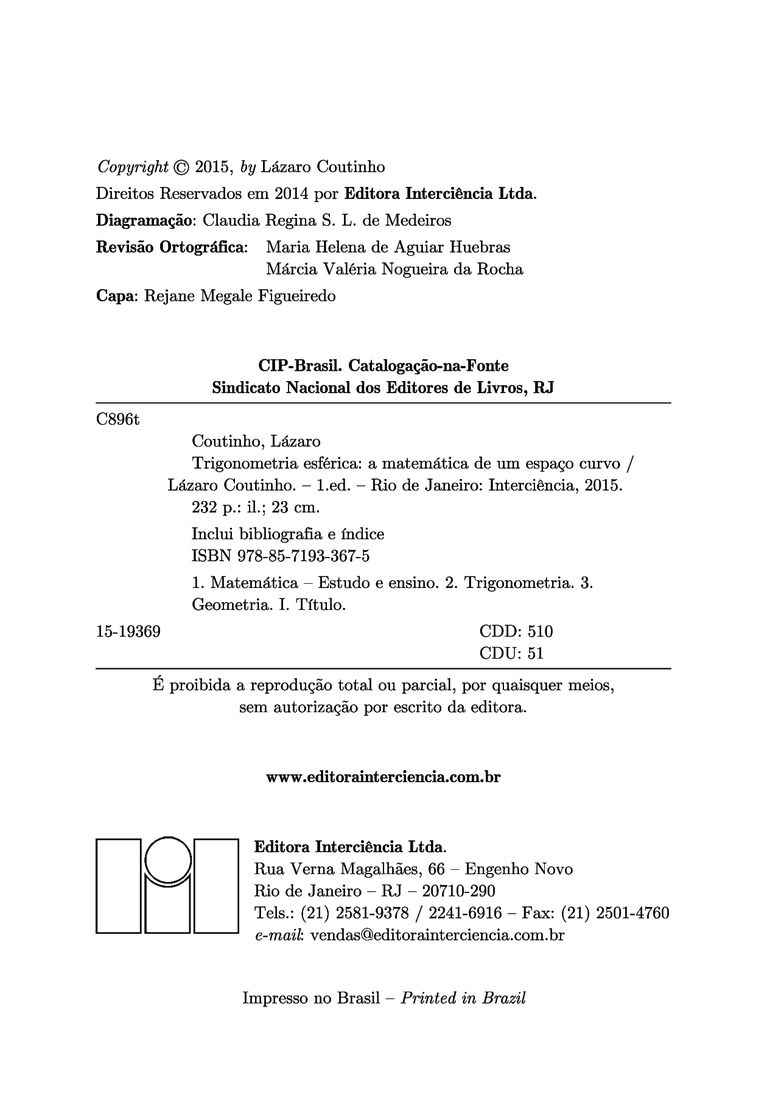 Copyright © 2015, by Lázaro Coutinho
Direitos Reservados em 2014 por Editora Interciência Ltda.
Diagramação: Claudia Regina S. L. de Medeiros
Revisão Ortográfica: Maria Helena de Aguiar Huebras
Márcia Valéria Nogueira da Rocha
Capa: Rejane Megale Figueiredo
CIP-Brasil. Catalogação-na-Fonte
Sindicato Nacional dos Editores de Livros, RJ
C896t
Coutinho, Lázaro
Trigonometria esférica: a matemática de um espaço curvo /
Lázaro Coutinho. – 1.ed. – Rio de Janeiro: Interciência, 2015.
232 p.: il.; 23 cm.
Inclui bibliografia e índice
ISBN 978-85-7193-367-5
1. Matemática – Estudo e ensino. 2. Trigonometria. 3.
Geometria. I. Título.
15-19369 CDD: 510
CDU: 51
É proibida a reprodução total ou parcial, por quaisquer meios,
sem autorização por escrito da editora.
www.editorainterciencia.com.br
Editora Interciência Ltda.
Rua Verna Magalhães, 66 – Engenho Novo
Rio de Janeiro – RJ – 20710-290
Tels.: (21) 2581-9378 / 2241-6916 – Fax: (21) 2501-4760
e-mail: vendas@editorainterciencia.com.br
Impresso no Brasil – Printed in Brazil